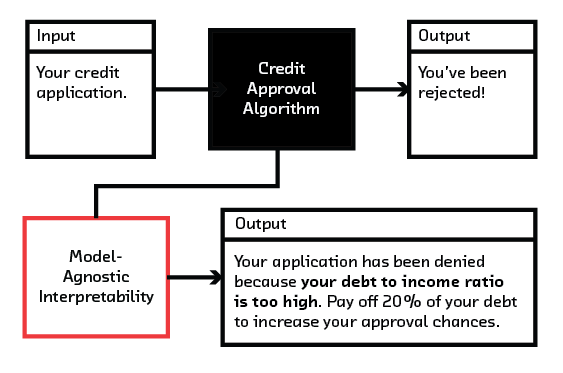 Input
Your credit
application.
Credit
Approval
Algorithm
Output
You've been
rejected!
Model-
Agnostic
Interpretability
Output
Your application has been denied
because your debt to income ratio
is too high. Pay off 20% of your debt
to increase your approval chances.